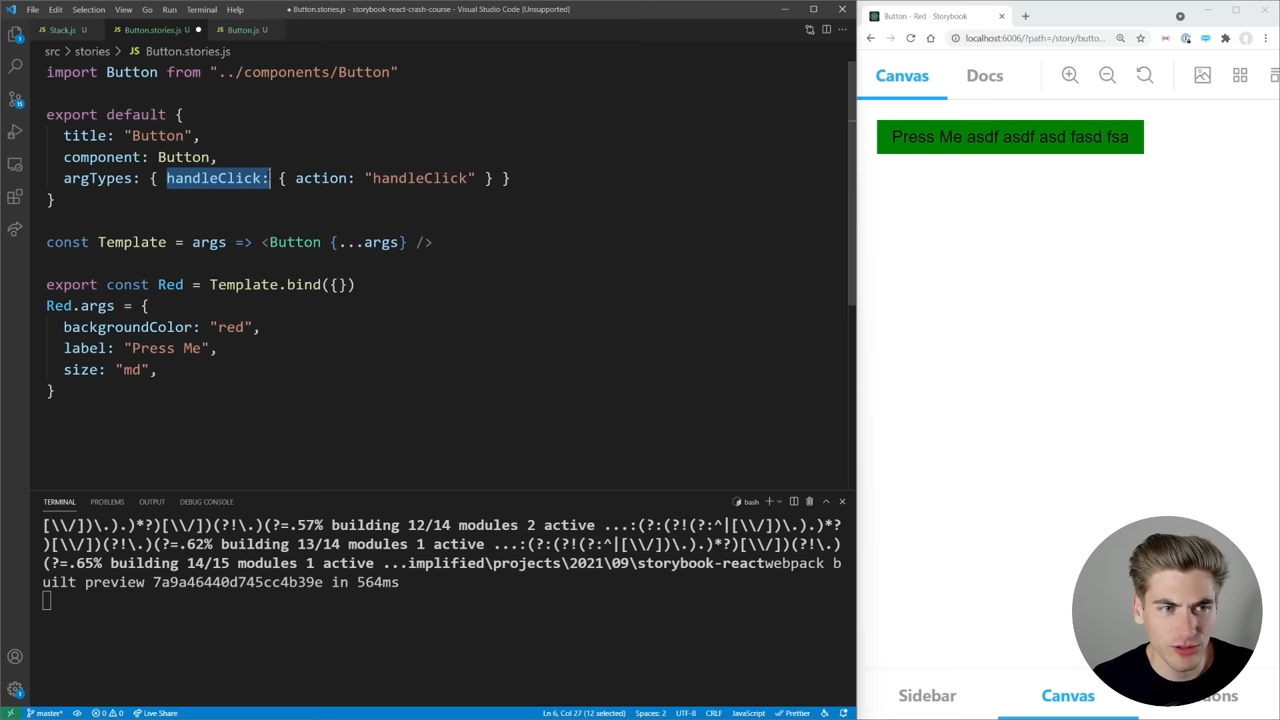 File Edit Selection View Go Run Terminal Help
Button.stories.js - storybook-react-crash-course - Visual Studio Code [Unsupported]
Stack.js U
Button.stories.js U
Button.js U
src > stories > Button.stories.js
import Button from "../components/Button"
export default {
title: "Button",
component: Button,
argTypes: { handleClick: { action: "handleClick" } }
}
const Template = args => <Button {...args} />
export const Red = Template.bind({})
Red.args = {
backgroundColor: "red",
label: "Press Me",
size: "md",
}
TERMINAL PROBLEMS OUTPUT DEBUG CONSOLE
bash
[\\/])\.).)*?)[\\/])(?!\.)(?=.57% building 12/14 modules 2 active ...:(?:(?!(?:^|[\\/])\.).)*?
)[\\/])(?!\.)(?=.62% building 13/14 modules 1 active ...:(?:(?!(?:^|[\\/])\.).)*?)[\\/])(?!\.)
(?=.65% building 14/15 modules 1 active ...implified\projects\2021\09\storybook-reactwebpack b
uilt preview 7a9a46440d745cc4b39e in 564ms
master* 0 0 Live Share
Ln 6, Col 27 (12 selected) Spaces: 2 UTF-8 CRLF JavaScript Prettier
Button - Red · Storybook
localhost:6006/?path=/story/butto...
Canvas Docs
Press Me asdf asdf asd fasd fsa
Sidebar Canvas ons